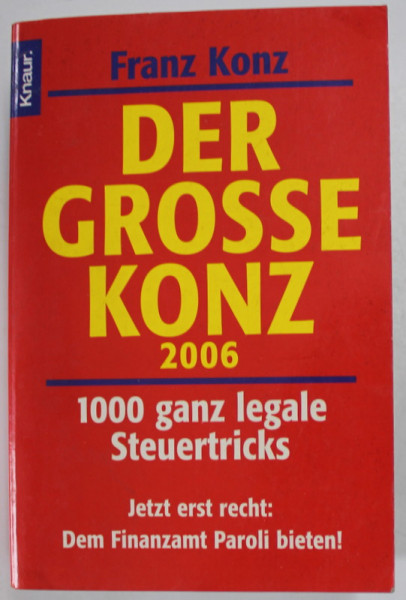 Knaur.
Franz Konz
DER
GROSSE
KONZ
2006
1000 ganz legale
Steuertricks
Jetzt erst recht:
Dem Finanzamt Paroli bieten!